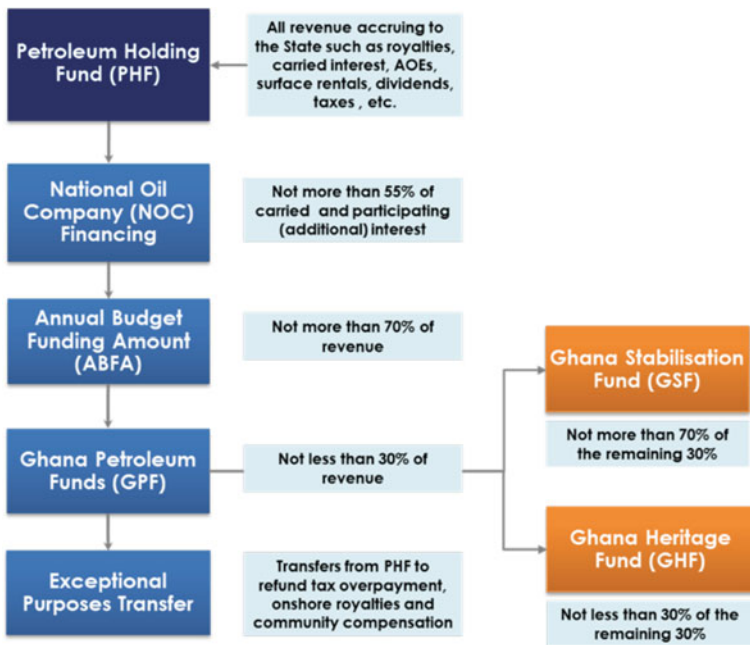 Petroleum Holding
Fund (PHF)
All revenue accruing to
the State such as royalties,
carried interest, AOEs,
surface rentals, dividends,
taxes , etc.
National Oil
Company (NOC)
Financing
Not more than 55% of
carried and participating
(additional) interest
Annual Budget
Funding Amount
(ABFA)
Not more than 70% of
revenue
Ghana Stabilisation
Fund (GSF)
Not more than 70% of
the remaining 30%
Ghana Petroleum
Funds (GPF)
Not less than 30% of
revenue
Ghana Heritage
Fund (GHF)
Not less than 30% of the
remaining 30%
Exceptional
Purposes Transfer
Transfers from PHF to
refund tax overpayment,
onshore royalties and
community compensation